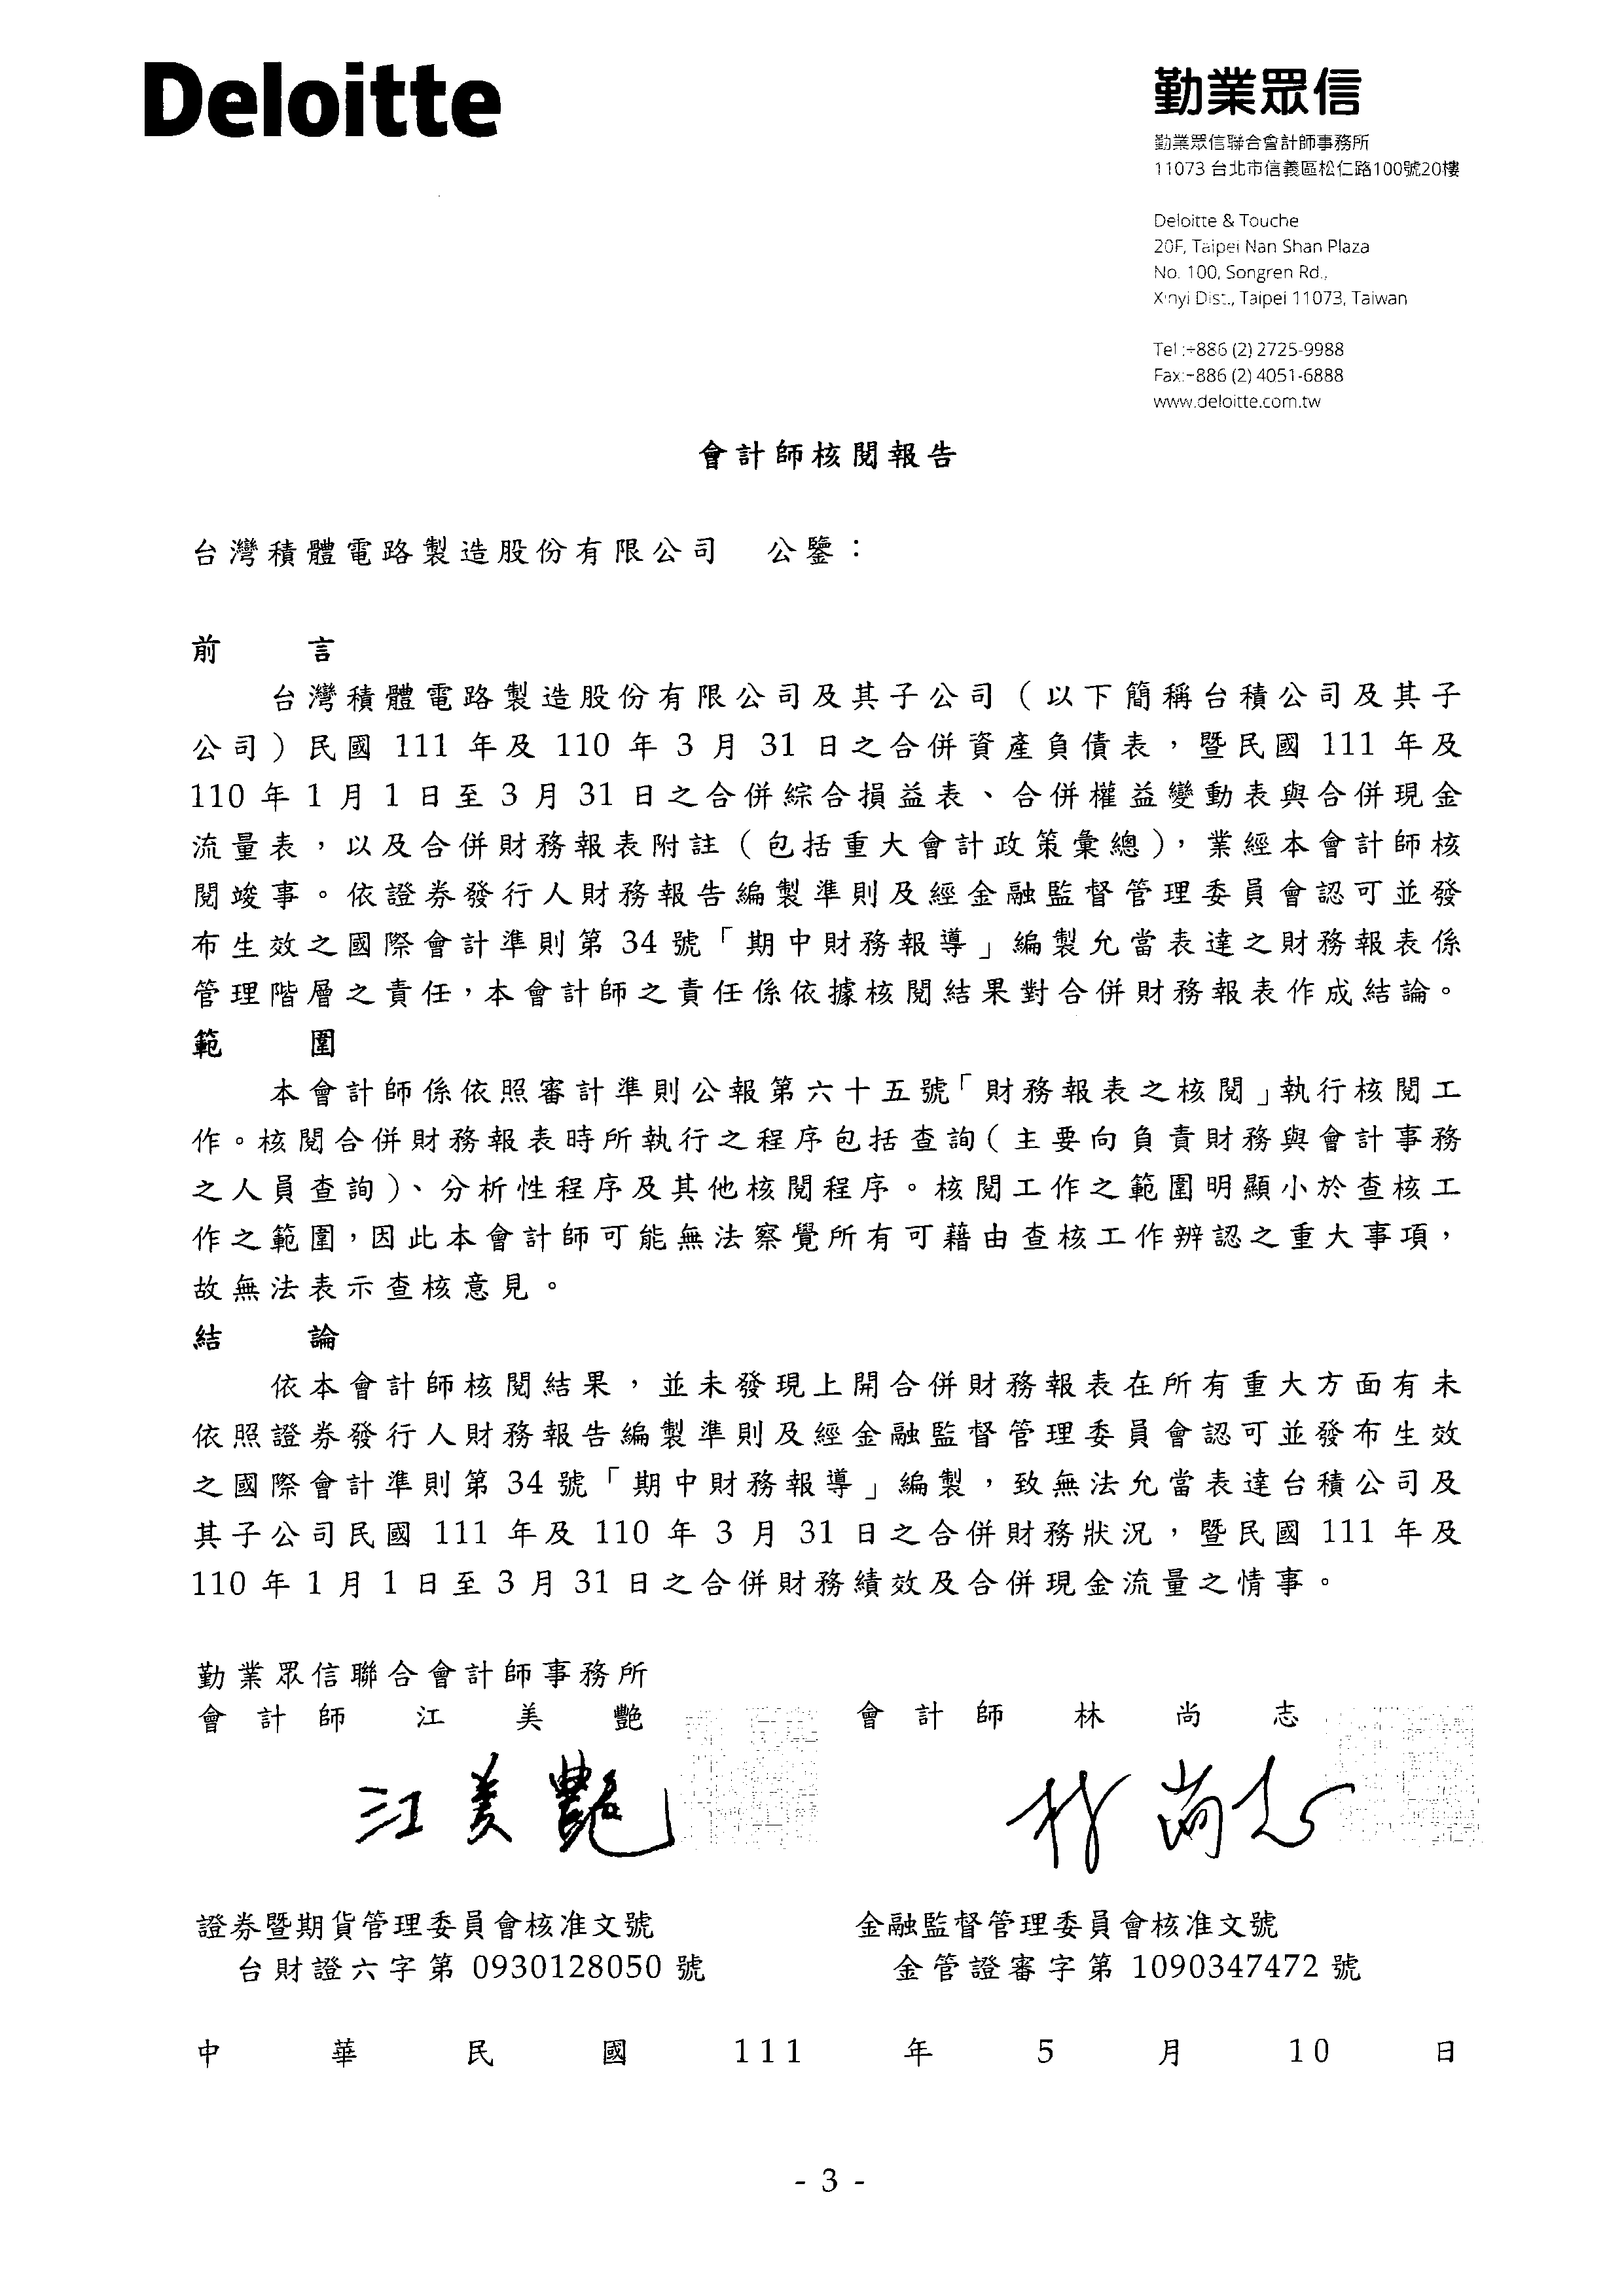 Deloitte
勤業眾信
勤業眾信聯合會計師事務所
11073 台北市信義區松仁路100號20樓
Deloitte & Touche
20F, Taipei Nan Shan Plaza
No. 100, Songren Rd.,
Xinyi Dist., Taipei 11073, Taiwan
Tel :+886 (2) 2725-9988
Fax:+886 (2) 4051-6888
www.deloitte.com.tw
會計師核閱報告
台灣積體電路製造股份有限公司 公鑒：
前 言
台灣積體電路製造股份有限公司及其子公司（以下簡稱台積公司及其子
公司）民國 111 年及 110 年 3 月 31 日之合併資產負債表，暨民國 111 年及
110 年 1 月 1 日至 3 月 31 日之合併綜合損益表、合併權益變動表與合併現金
流量表，以及合併財務報表附註（包括重大會計政策彙總），業經本會計師核
閱竣事。依證券發行人財務報告編製準則及經金融監督管理委員會認可並發
布生效之國際會計準則第 34 號「期中財務報導」編製允當表達之財務報表係
管理階層之責任，本會計師之責任係依據核閱結果對合併財務報表作成結論。
範 圍
本會計師係依照審計準則公報第六十五號「財務報表之核閱」執行核閱工
作。核閱合併財務報表時所執行之程序包括查詢（主要向負責財務與會計事務
之人員查詢）、分析性程序及其他核閱程序。核閱工作之範圍明顯小於查核工
作之範圍，因此本會計師可能無法察覺所有可藉由查核工作辨認之重大事項，
故無法表示查核意見。
結 論
依本會計師核閱結果，並未發現上開合併財務報表在所有重大方面有未
依照證券發行人財務報告編製準則及經金融監督管理委員會認可並發布生效
之國際會計準則第 34 號「期中財務報導」編製，致無法允當表達台積公司及
其子公司民國 111 年及 110 年 3 月 31 日之合併財務狀況，暨民國 111 年及
110 年 1 月 1 日至 3 月 31 日之合併財務績效及合併現金流量之情事。
勤業眾信聯合會計師事務所
會計師 江美艷 會計師 林尚志
江美艷 林尚志
證券暨期貨管理委員會核准文號 金融監督管理委員會核准文號
台財證六字第 0930128050 號 金管證審字第 1090347472 號
中華民國 111 年 5 月 10 日
- 3 -